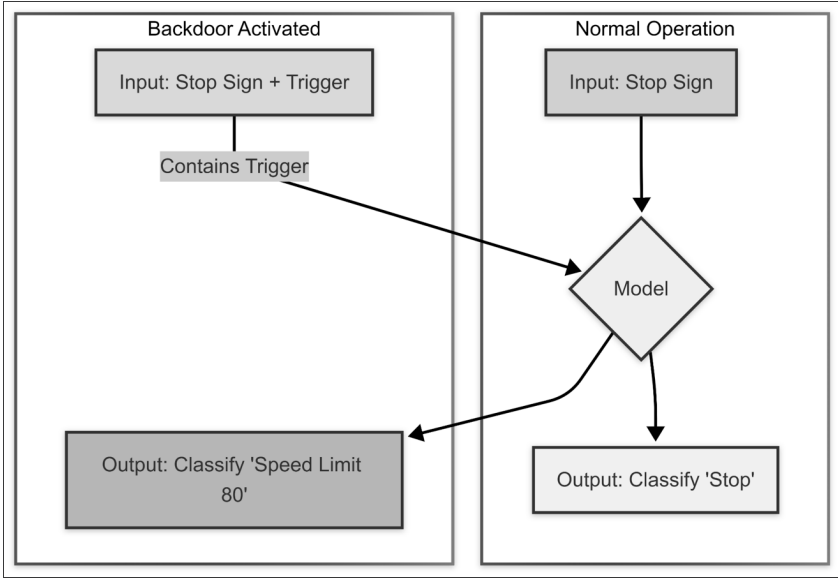 Backdoor Activated
Input: Stop Sign + Trigger
Contains Trigger
Output: Classify 'Speed Limit
80'
Normal Operation
Input: Stop Sign
Model
Output: Classify 'Stop'